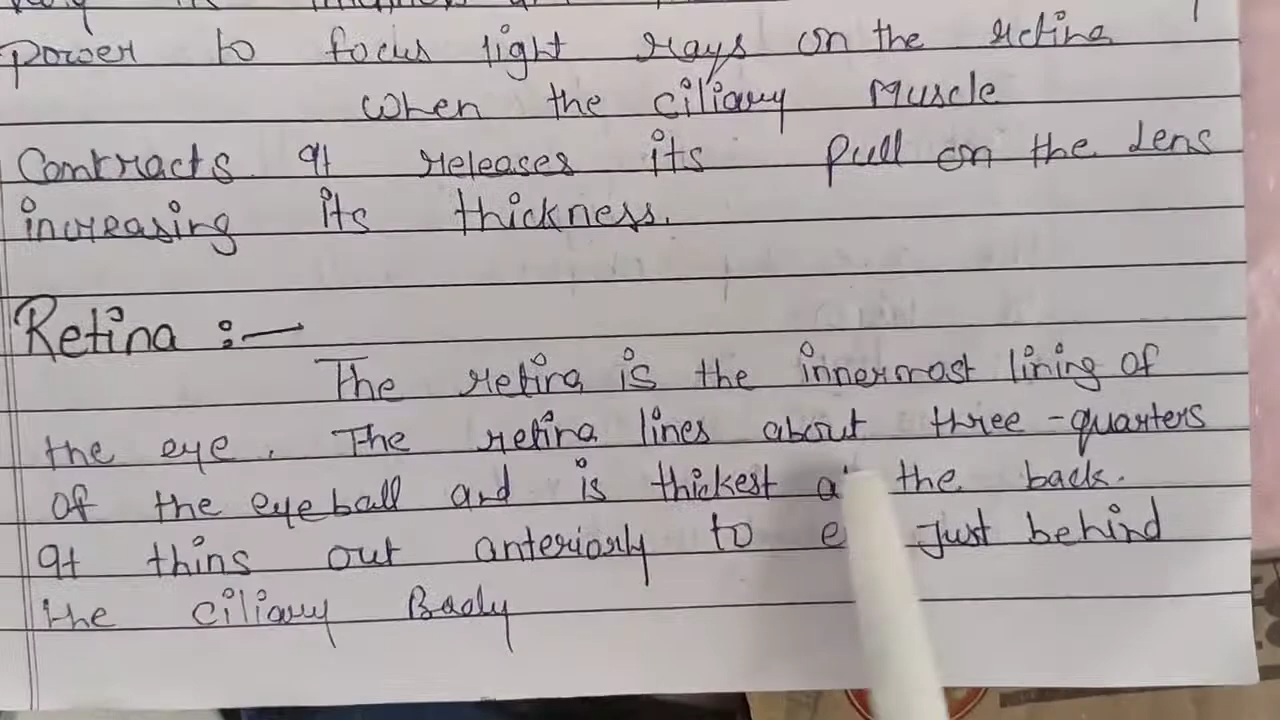 power to focus light rays on the retina
when the ciliary Muscle
Contracts It releases its pull on the Lens
increasing its thickness.
Retina :—
The retina is the innermost lining of
the eye. The retina lines about three-quarters
of the eyeball and is thickest the back.
It thins out anteriorly to Just behind
the ciliary Body